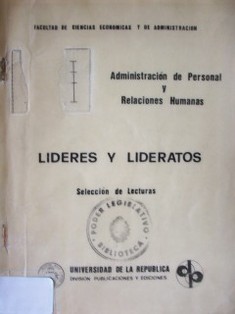 FACULTAD DE CIENCIAS ECONOMICAS Y DE ADMINISTRACION
Administración de Personal
Y
Relaciones Humanas
LIDERES Y LIDERATOS
Selección de Lecturas
PODER LEGISLATIVO
BIBLIOTECA
UNIVERSIDAD DE LA REPUBLICA
DIVISION PUBLICACIONES Y EDICIONES